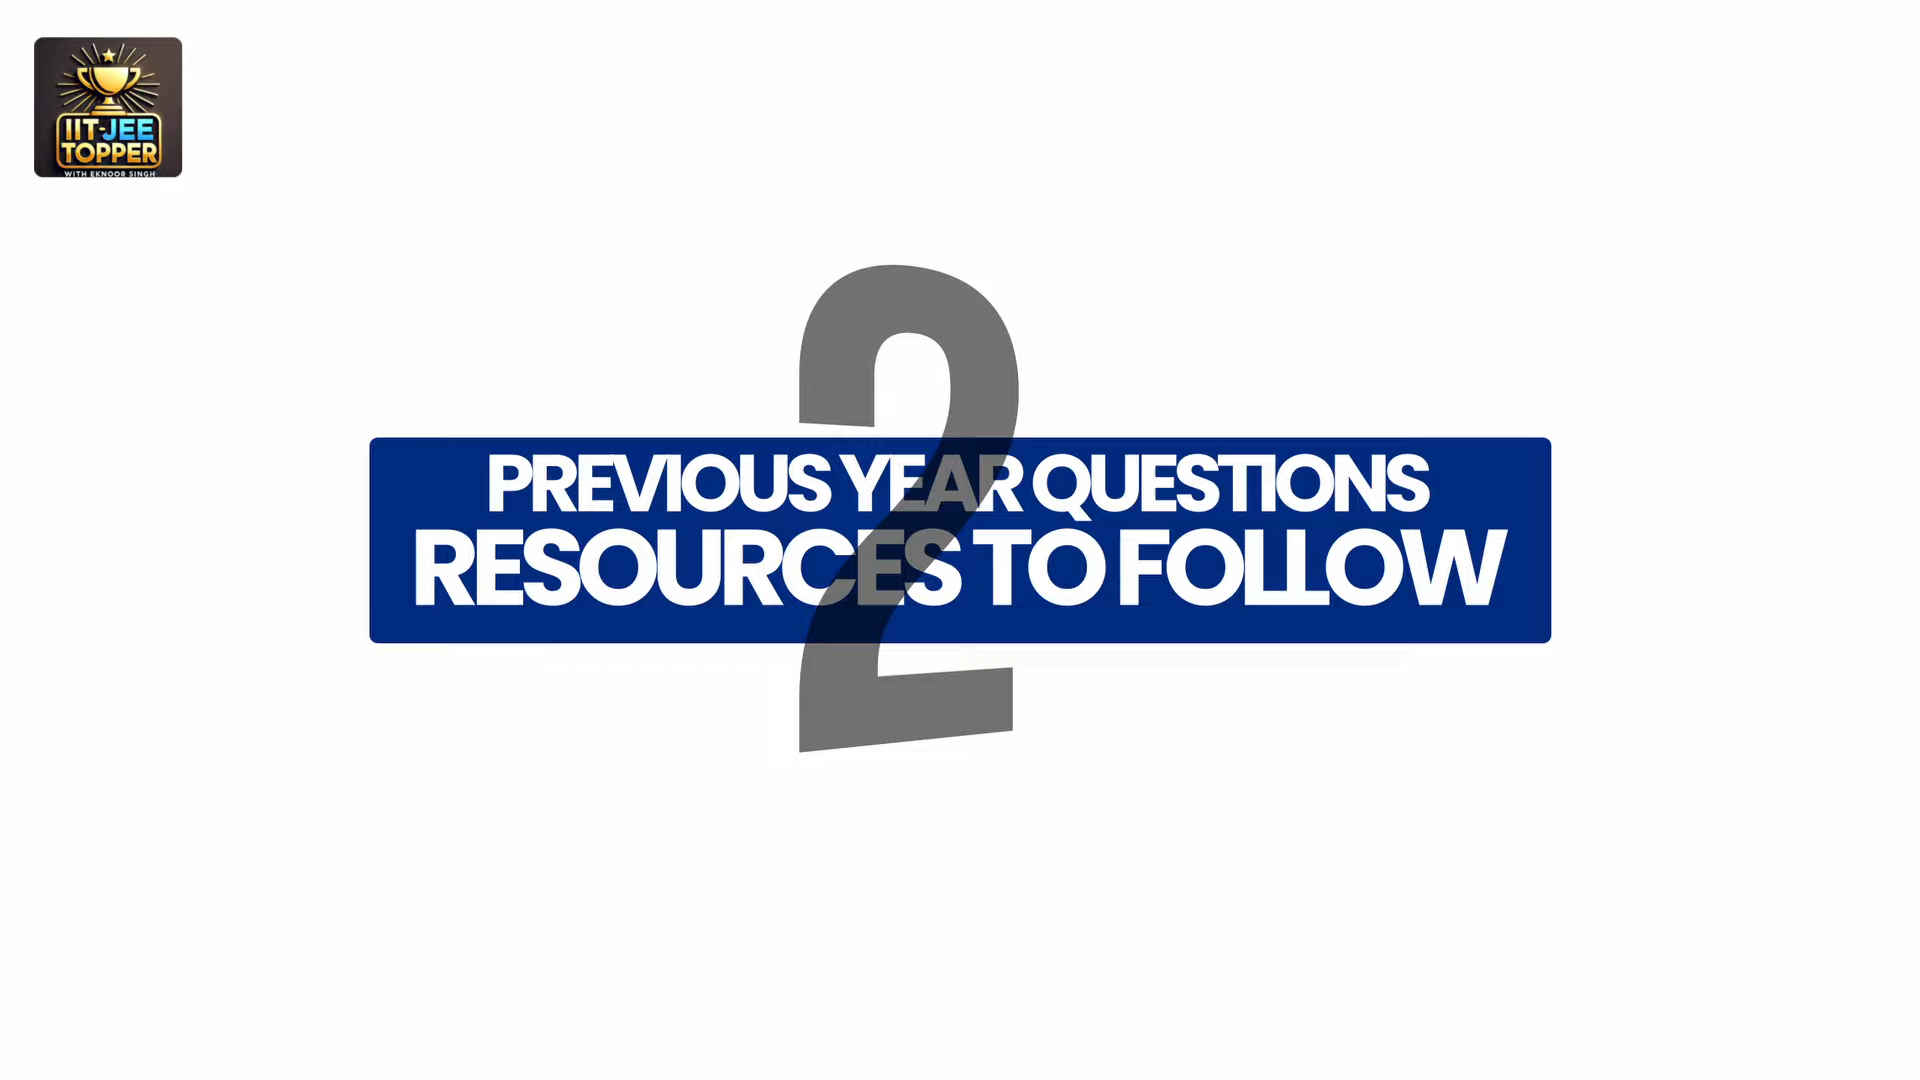 IIT-JEE
TOPPER
WITH EKNOOR SINGH
2
PREVIOUS YEAR QUESTIONS
RESOURCES TO FOLLOW